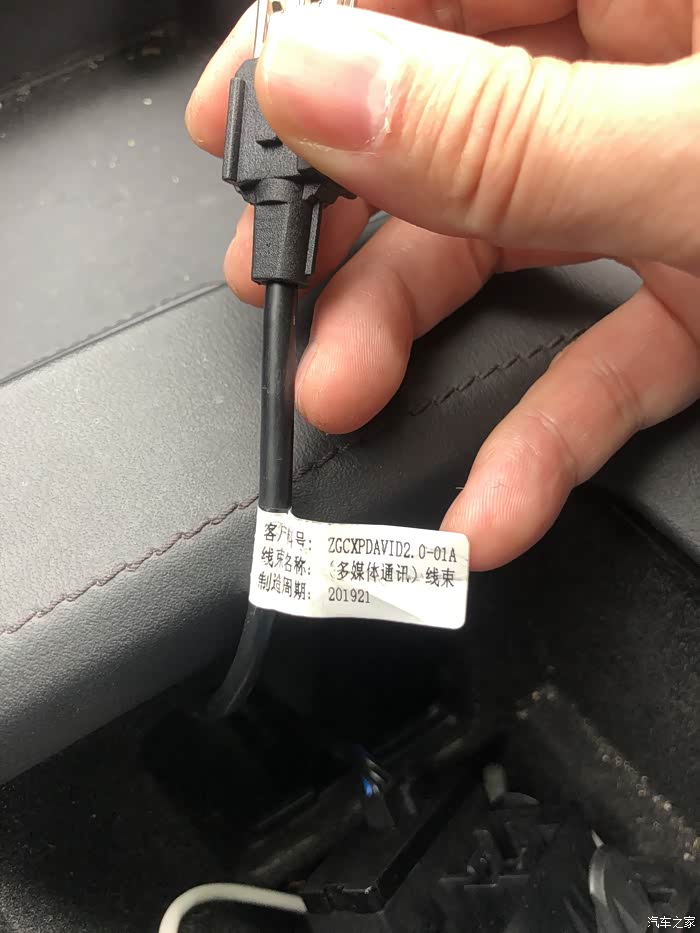 客户料号: ZGCXPDAVID2.0-01A
线束名称: (多媒体通讯)线束
制造周期: 201921
汽车之家